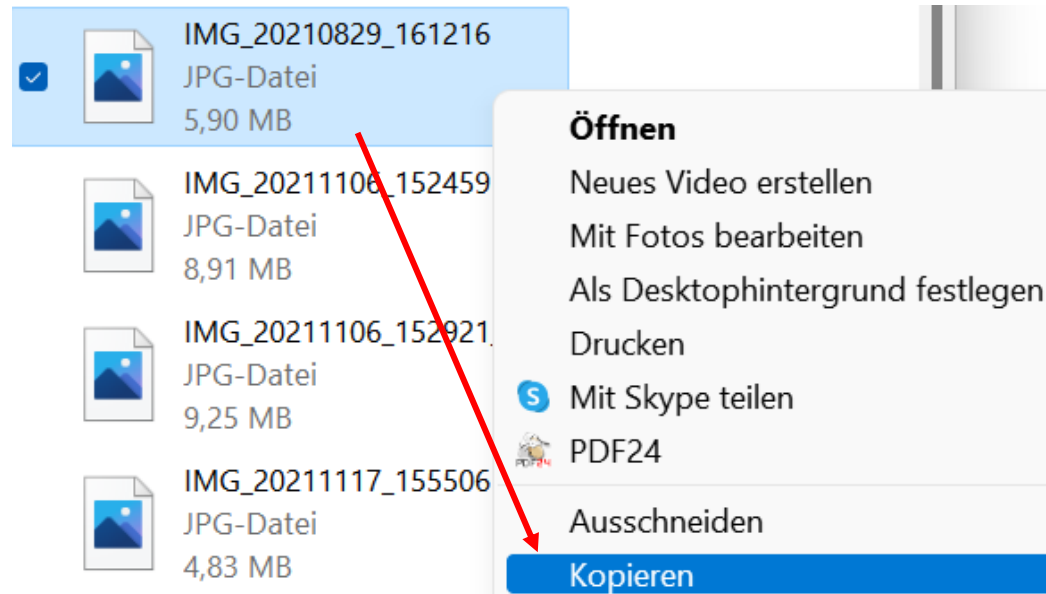 IMG_20210829_161216
JPG-Datei
5,90 MB
IMG_20211106_152459
JPG-Datei
8,91 MB
IMG_20211106_152921_
JPG-Datei
9,25 MB
IMG_20211117_155506
JPG-Datei
4,83 MB
Öffnen
Neues Video erstellen
Mit Fotos bearbeiten
Als Desktophintergrund festlegen
Drucken
S
Mit Skype teilen
PDF24
PDF24
Ausschneiden
Kopieren